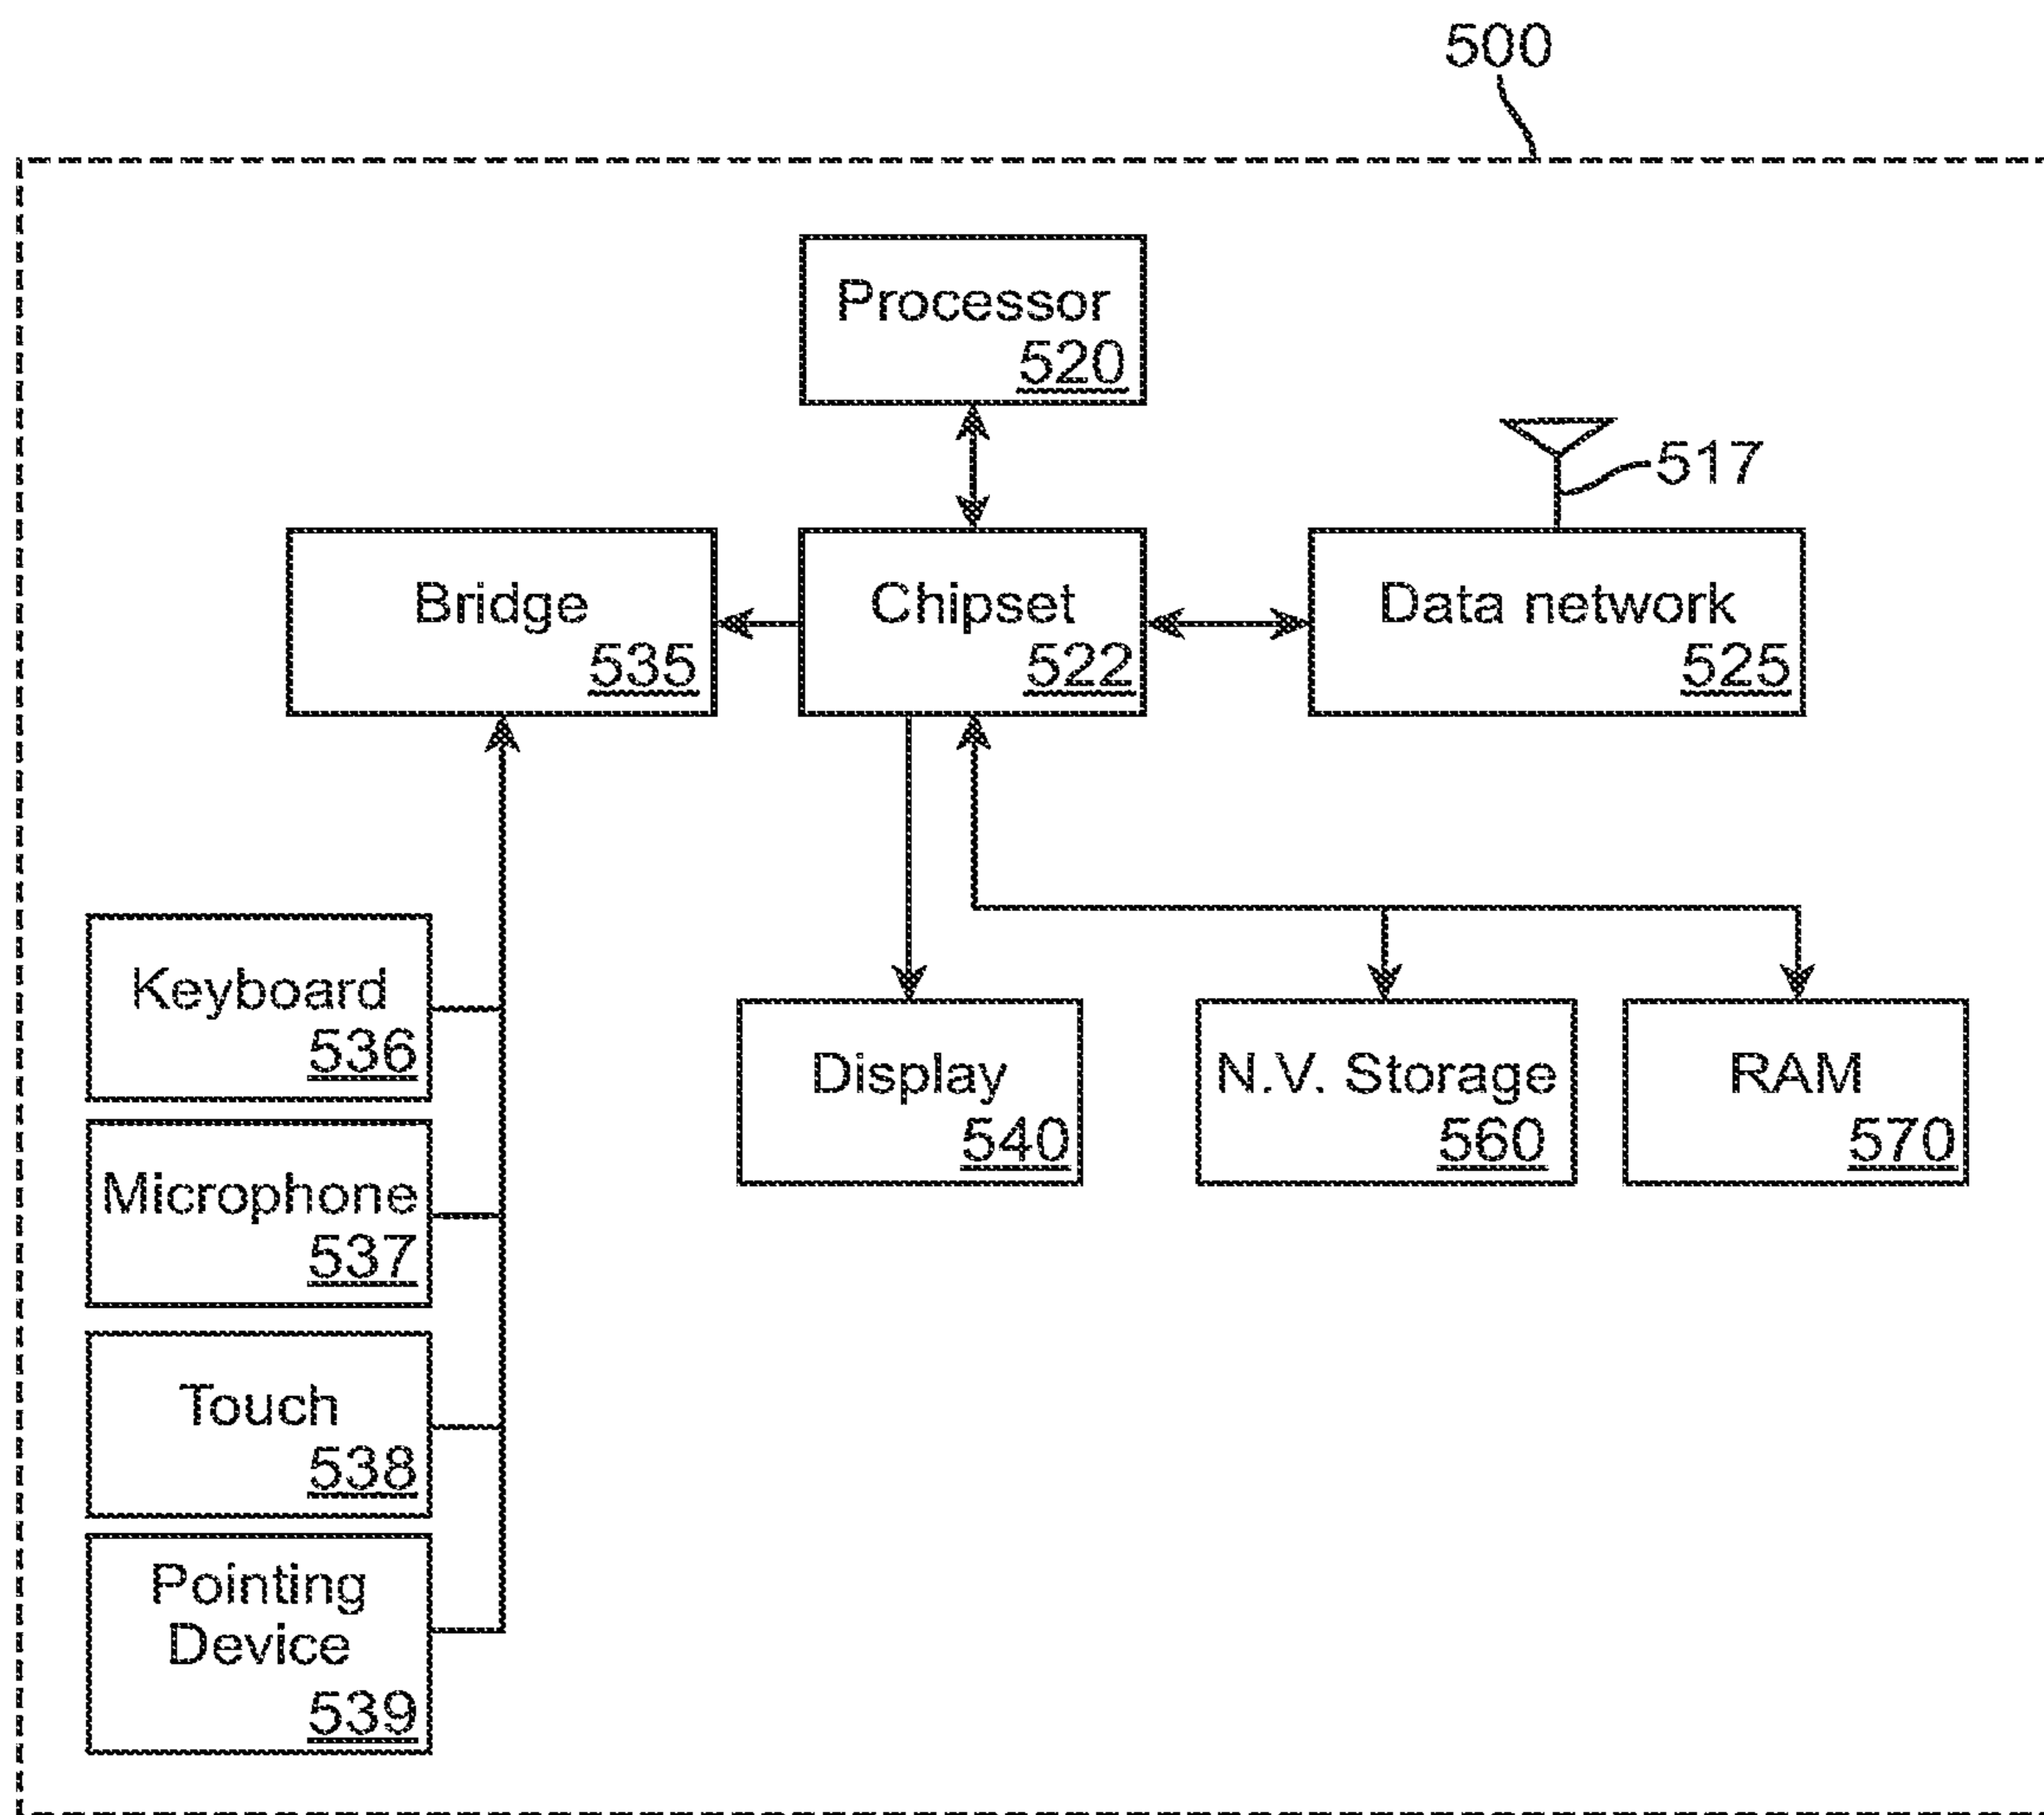 500
Processor
520
517
Bridge
535
Chipset
522
Data network
525
Keyboard
536
Microphone
537
Touch
538
Pointing
Device
539
Display
540
N.V. Storage
560
RAM
570